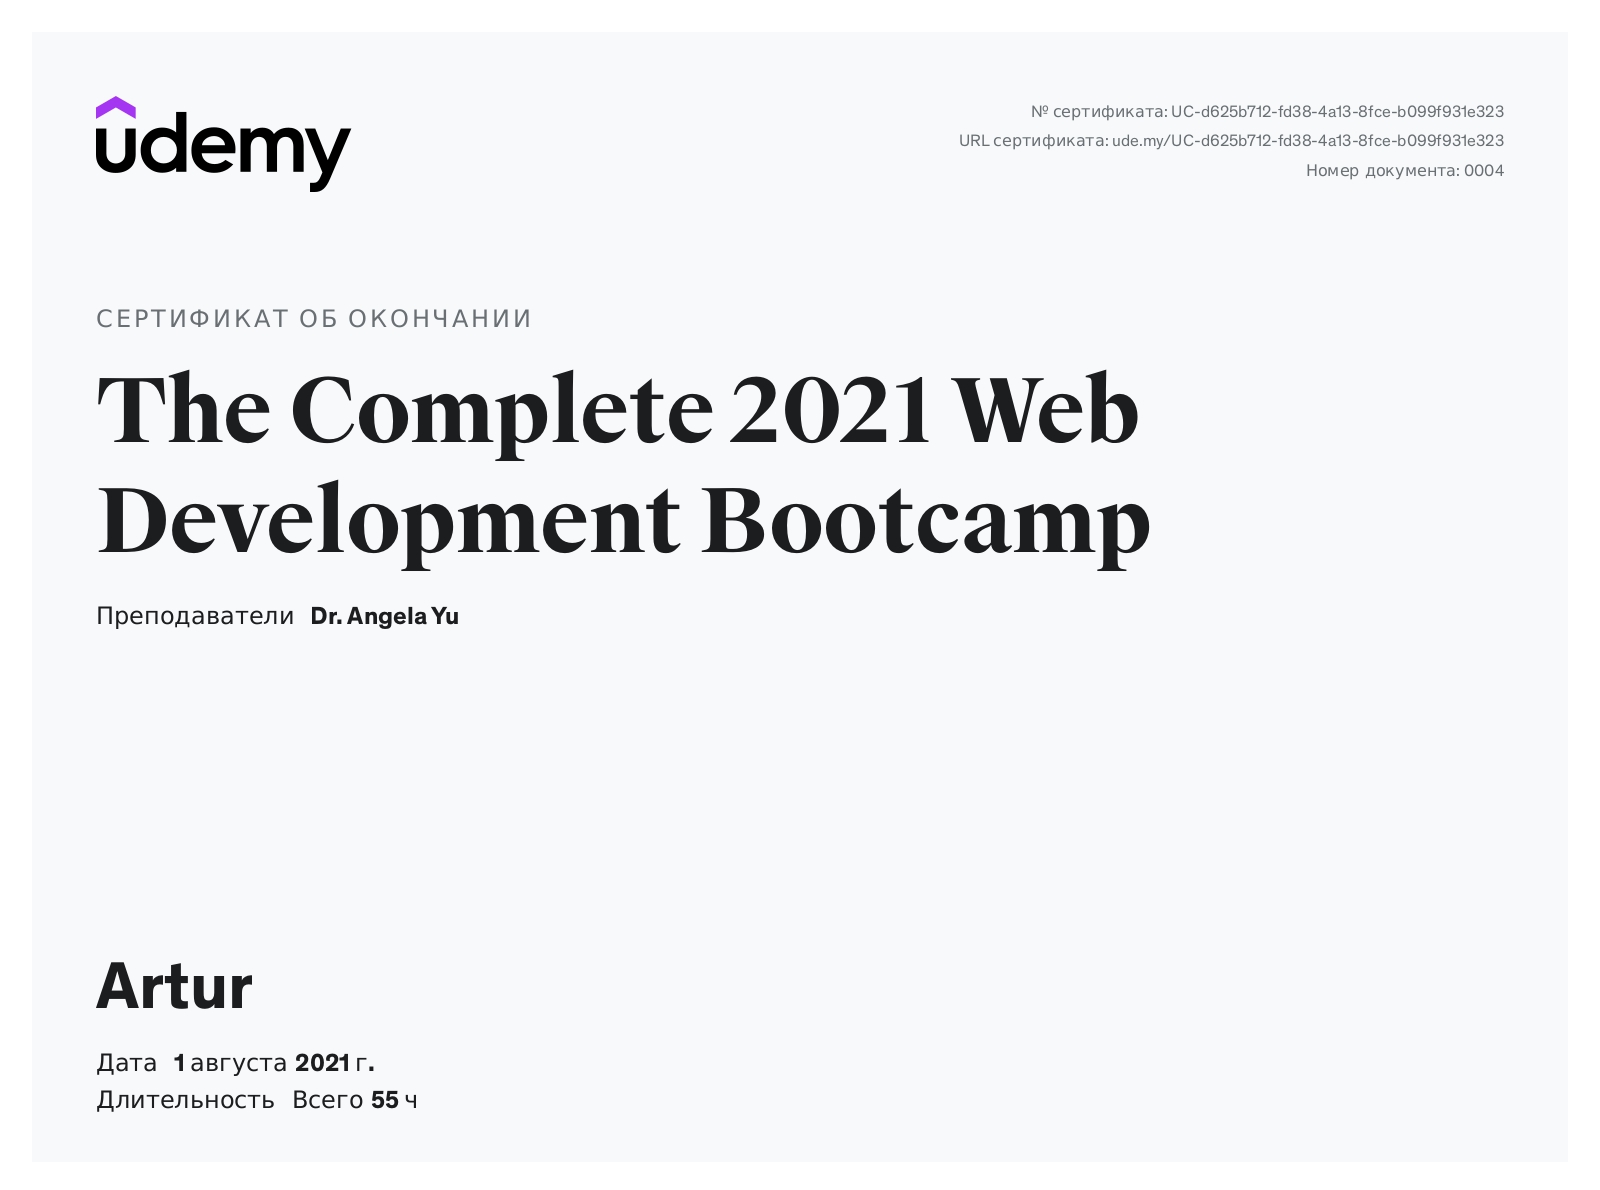 udemy
№ сертификата: UC-d625b712-fd38-4a13-8fce-b099f931e323
URL сертификата: ude.my/UC-d625b712-fd38-4a13-8fce-b099f931e323
Номер документа: 0004
СЕРТИФИКАТ ОБ ОКОНЧАНИИ
The Complete 2021 Web
Development Bootcamp
Преподаватели Dr. Angela Yu
Artur
Дата 1 августа 2021 г.
Длительность Всего 55 ч